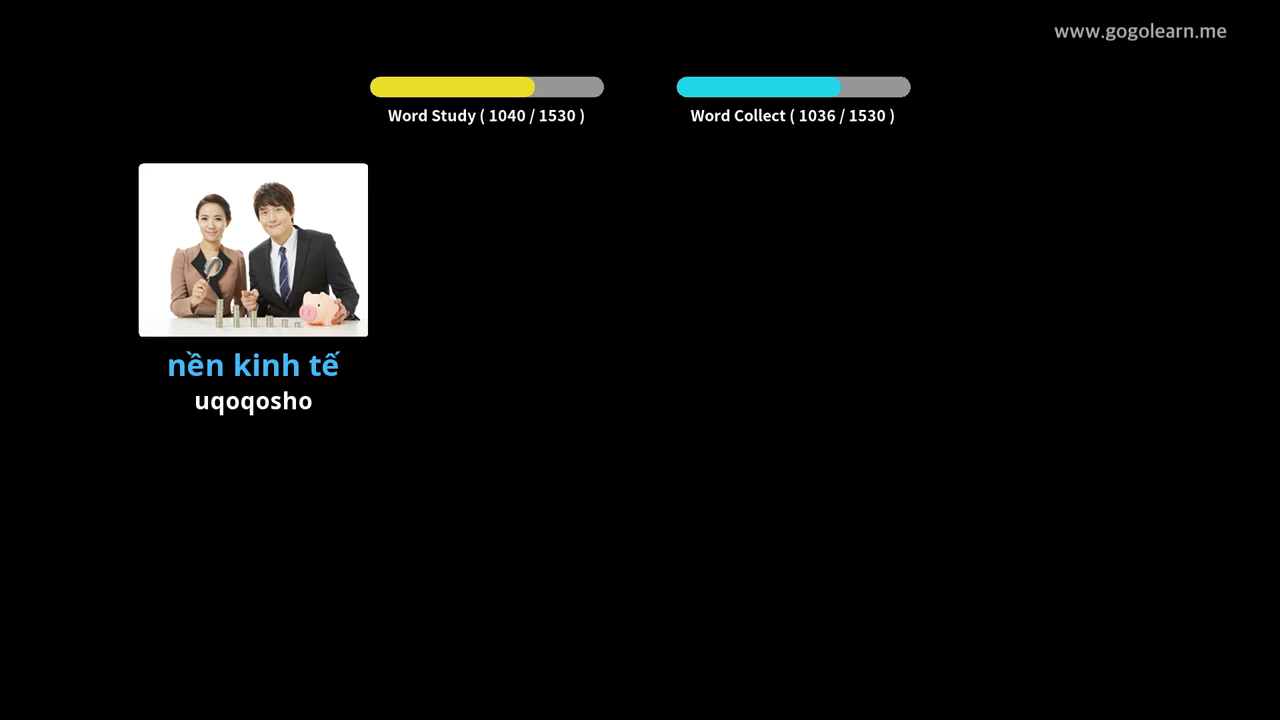 www.gogolearn.me
Word Study ( 1040 / 1530 )
Word Collect ( 1036 / 1530 )
nền kinh tế
uqoqosho